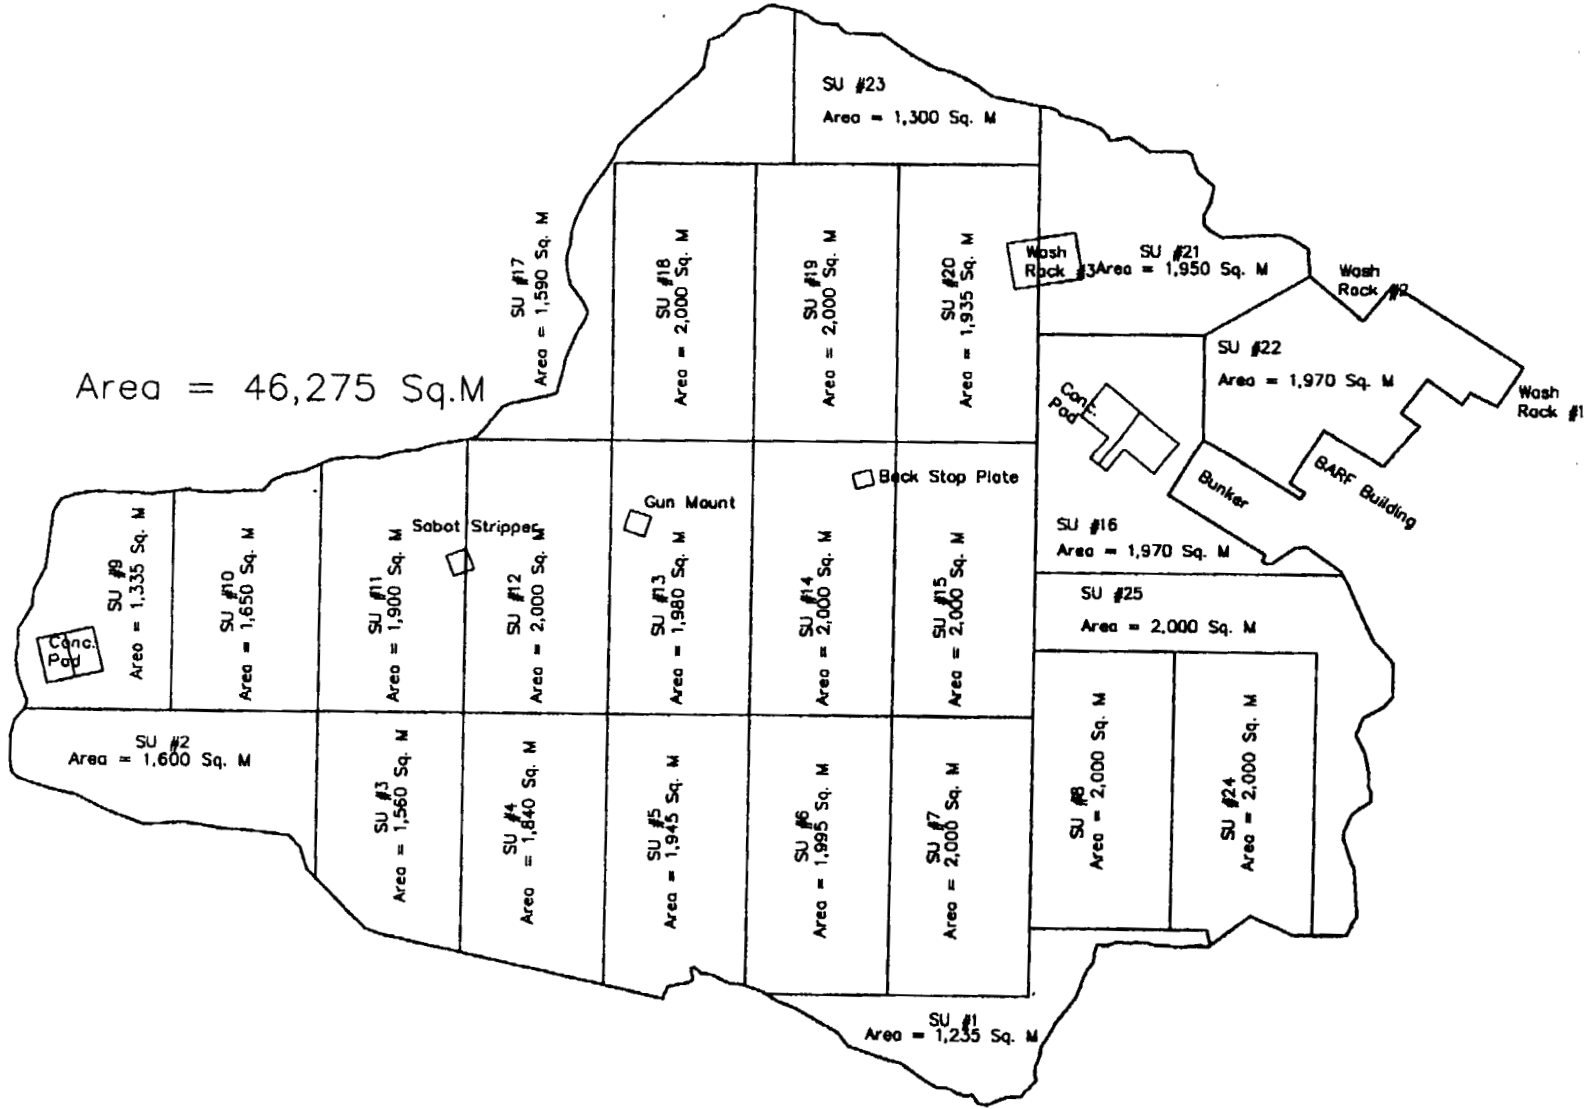 SU #23
Area = 1,300 Sq. M
SU #17
Area = 1,590 Sq. M
SU #18
Area = 2,000 Sq. M
SU #19
Area = 2,000 Sq. M
SU #20
Area = 1,935 Sq. M
Wash
Rack #3
SU #21
Area = 1,950 Sq. M
Wash
Rack #2
SU #22
Area = 1,970 Sq. M
Wash
Rack #1
Area = 46,275 Sq.M
Conc.
Pad
Bunker
BARF Building
Back Stop Plate
Gun Mount
Sabot Stripper
SU #16
Area = 1,970 Sq. M
SU #9
Area = 1,335 Sq. M
SU #10
Area = 1,650 Sq. M
SU #11
Area = 1,900 Sq. M
SU #12
Area = 2,000 Sq. M
SU #13
Area = 1,980 Sq. M
SU #14
Area = 2,000 Sq. M
SU #15
Area = 2,000 Sq. M
SU #25
Area = 2,000 Sq. M
Conc.
Pad
SU #2
Area = 1,600 Sq. M
SU #3
Area = 1,560 Sq. M
SU #4
Area = 1,840 Sq. M
SU #5
Area = 1,945 Sq. M
SU #6
Area = 1,995 Sq. M
SU #7
Area = 2,000 Sq. M
SU #8
Area = 2,000 Sq. M
SU #24
Area = 2,000 Sq. M
SU #1
Area = 1,235 Sq. M